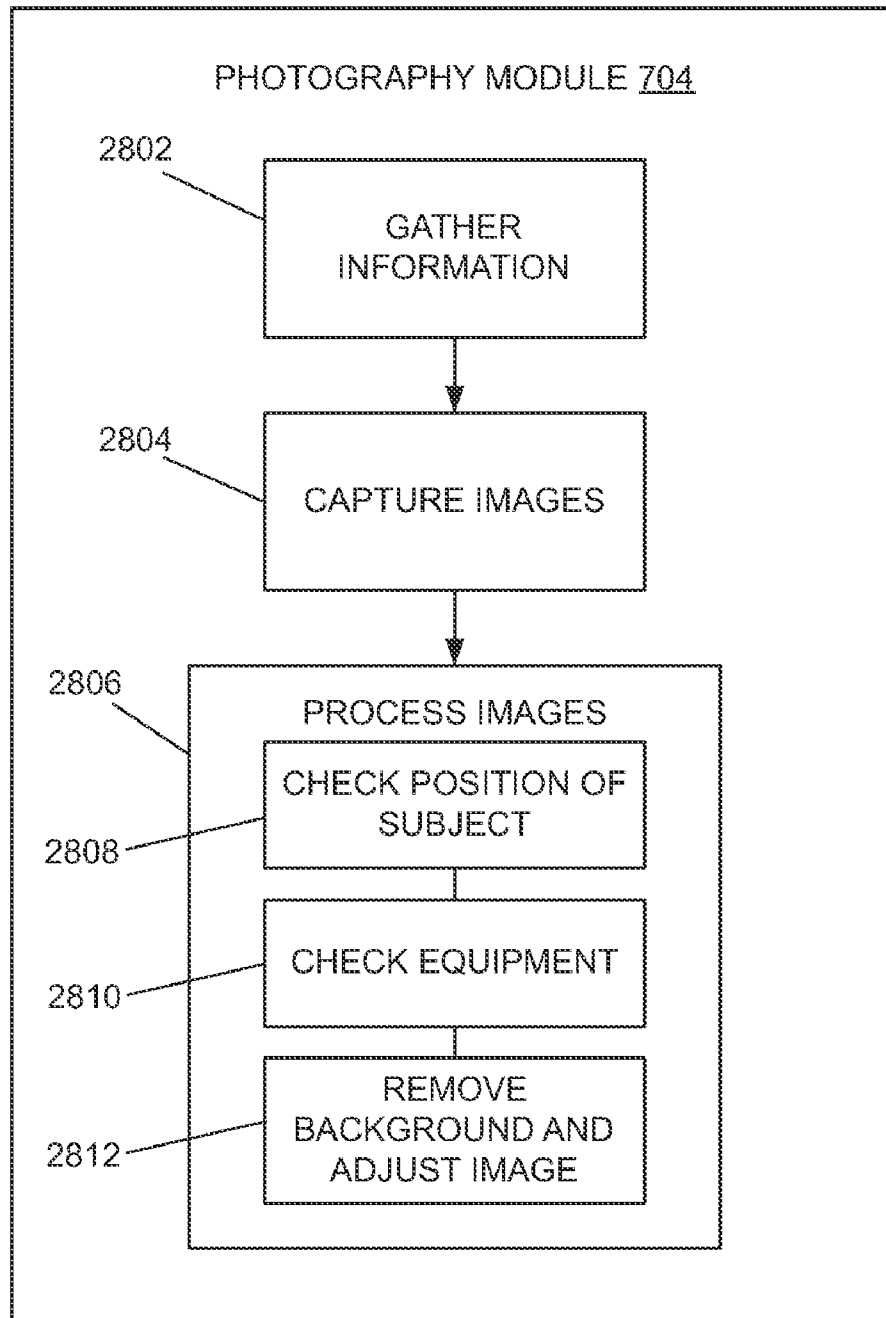 PHOTOGRAPHY MODULE 704
2802
GATHER
INFORMATION
2804
CAPTURE IMAGES
2806
PROCESS IMAGES
CHECK POSITION OF
SUBJECT
2808
CHECK EQUIPMENT
2810
REMOVE
BACKGROUND AND
ADJUST IMAGE
2812